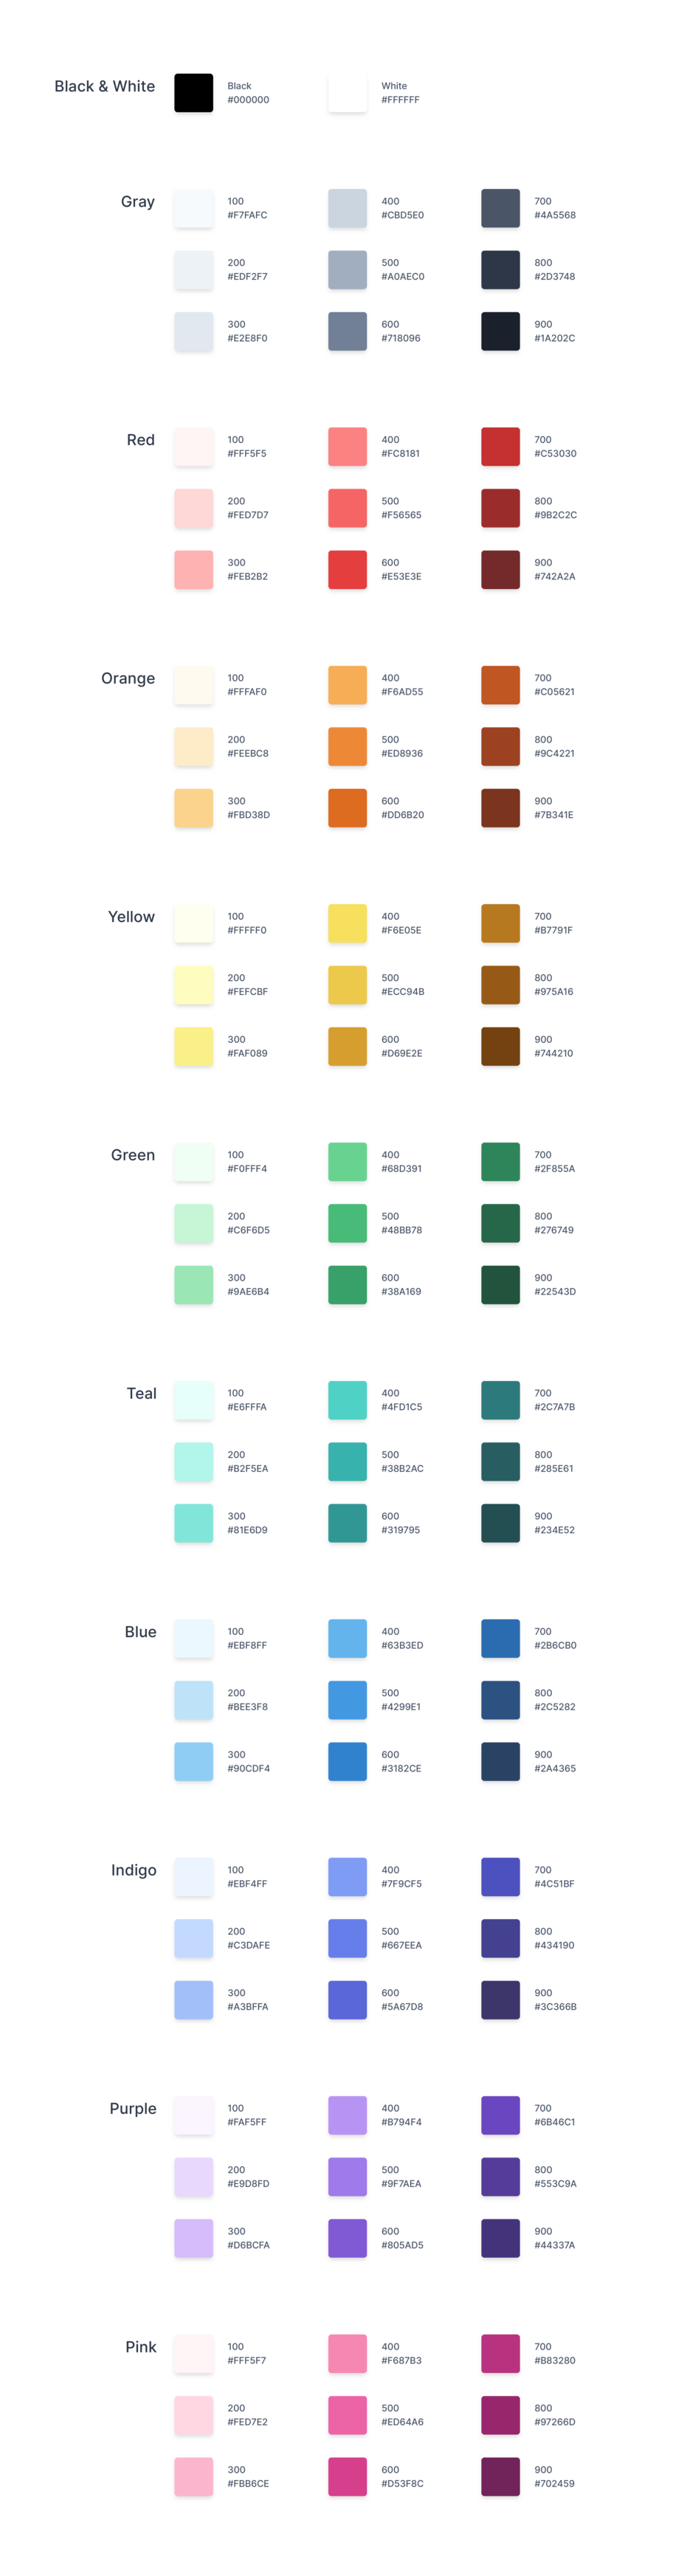 Black & White
Black
#000000
White
#FFFFFF
Gray
100
#F7FAFC
400
#CBD5E0
700
#4A5568
200
#EDF2F7
500
#A0AEC0
800
#2D3748
300
#E2E8F0
600
#718096
900
#1A202C
Red
100
#FFF5F5
400
#FC8181
700
#C53030
200
#FED7D7
500
#F56565
800
#9B2C2C
300
#FEB2B2
600
#E53E3E
900
#742A2A
Orange
100
#FFFAF0
400
#F6AD55
700
#C05621
200
#FEEBC8
500
#ED8936
800
#9C4221
300
#FBD38D
600
#DD6B20
900
#7B341E
Yellow
100
#FFFFF0
400
#F6E05E
700
#B7791F
200
#FEFCBF
500
#ECC94B
800
#975A16
300
#FAF089
600
#D69E2E
900
#744210
Green
100
#F0FFF4
400
#68D391
700
#2F855A
200
#C6F6D5
500
#48BB78
800
#276749
300
#9AE6B4
600
#38A169
900
#22543D
Teal
100
#E6FFFA
400
#4FD1C5
700
#2C7A7B
200
#B2F5EA
500
#38B2AC
800
#285E61
300
#81E6D9
600
#319795
900
#234E52
Blue
100
#EBF8FF
400
#63B3ED
700
#2B6CB0
200
#BEE3F8
500
#4299E1
800
#2C5282
300
#90CDF4
600
#3182CE
900
#2A4365
Indigo
100
#EBF4FF
400
#7F9CF5
700
#4C51BF
200
#C3DAFE
500
#667EEA
800
#434190
300
#A3BFFA
600
#5A67D8
900
#3C366B
Purple
100
#FAF5FF
400
#B794F4
700
#6B46C1
200
#E9D8FD
500
#9F7AEA
800
#553C9A
300
#D6BCFA
600
#805AD5
900
#44337A
Pink
100
#FFF5F7
400
#F687B3
700
#B83280
200
#FED7E2
500
#ED64A6
800
#97266D
300
#FBB6CE
600
#D53F8C
900
#702459